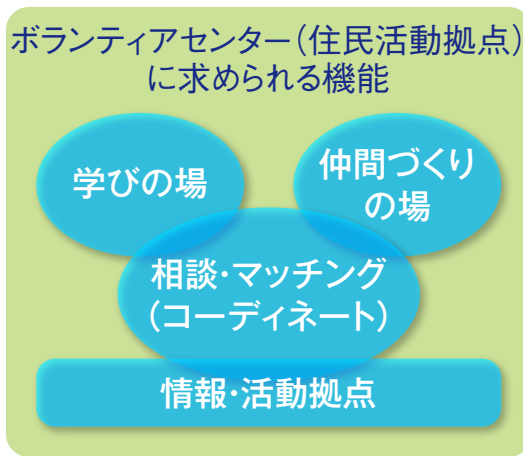 ボランティアセンター（住民活動拠点）
に求められる機能
学びの場
仲間づくり
の場
相談・マッチング
（コーディネート）
情報・活動拠点